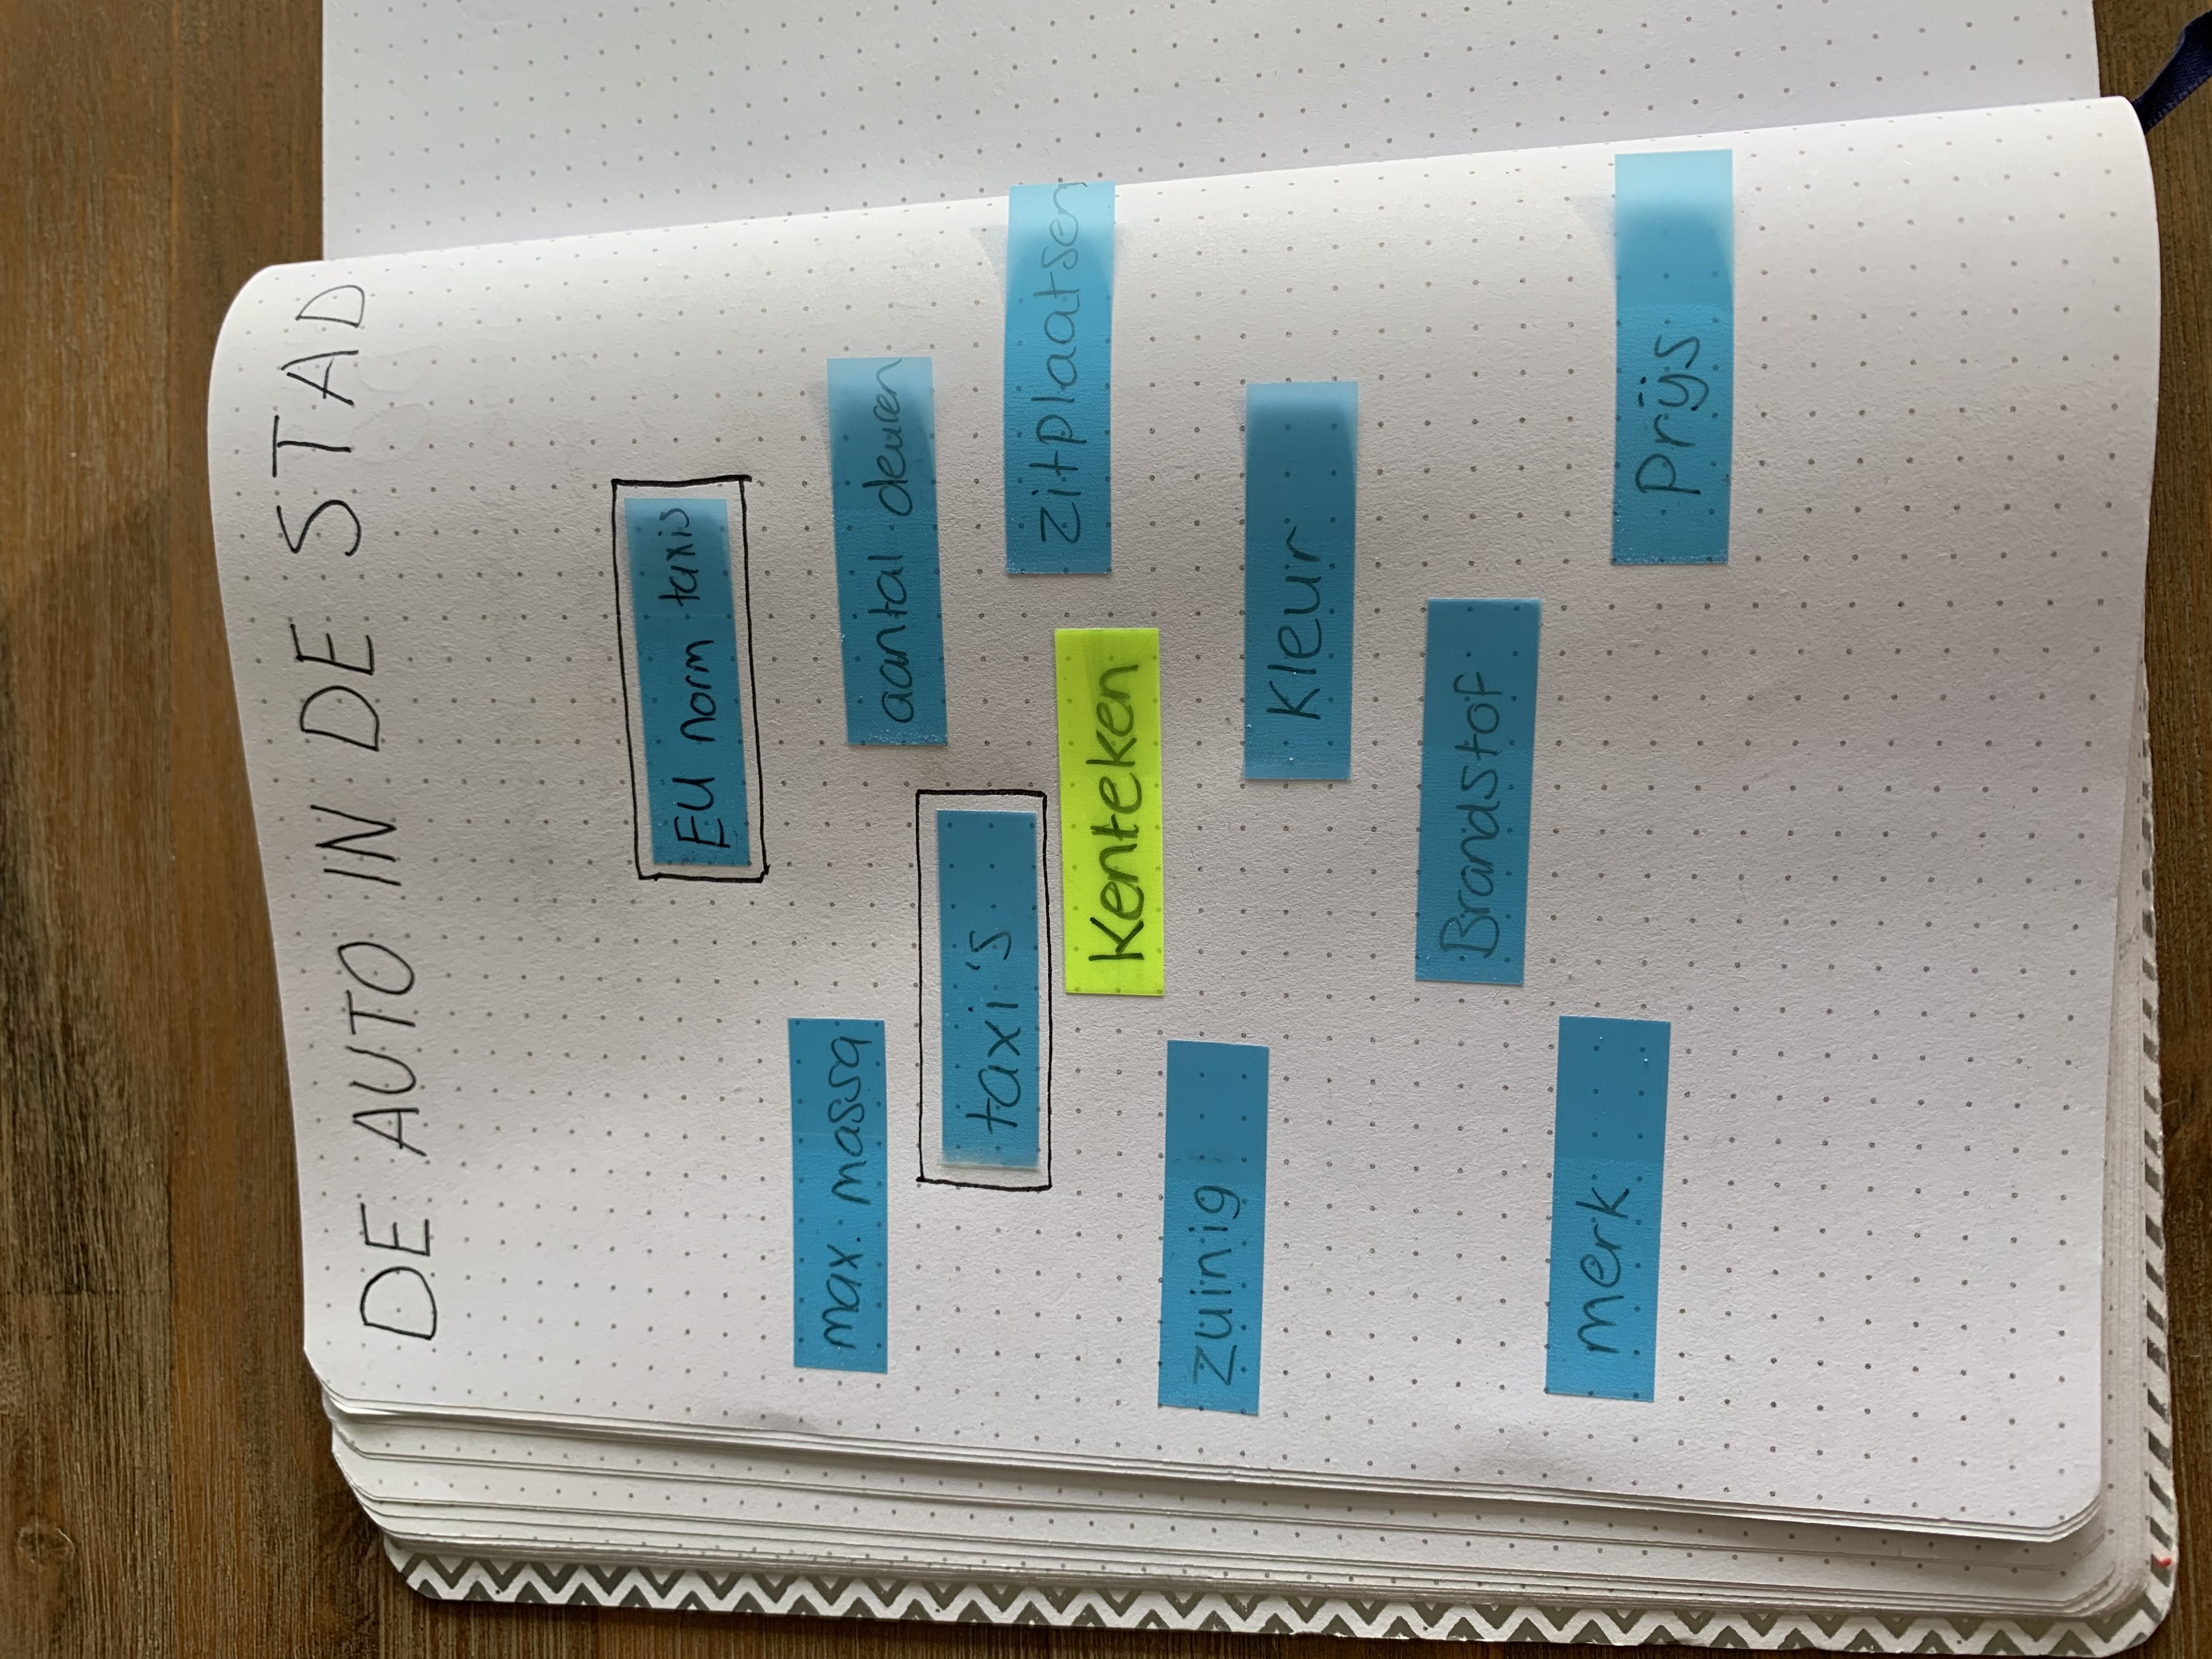 DE AUTO IN DE STAD
EU norm taxis
max. massa
aantal deuren
taxi's
zitplaatsen
Kenteken
zuinig
Kleur
Brandstof
merk
Prijs